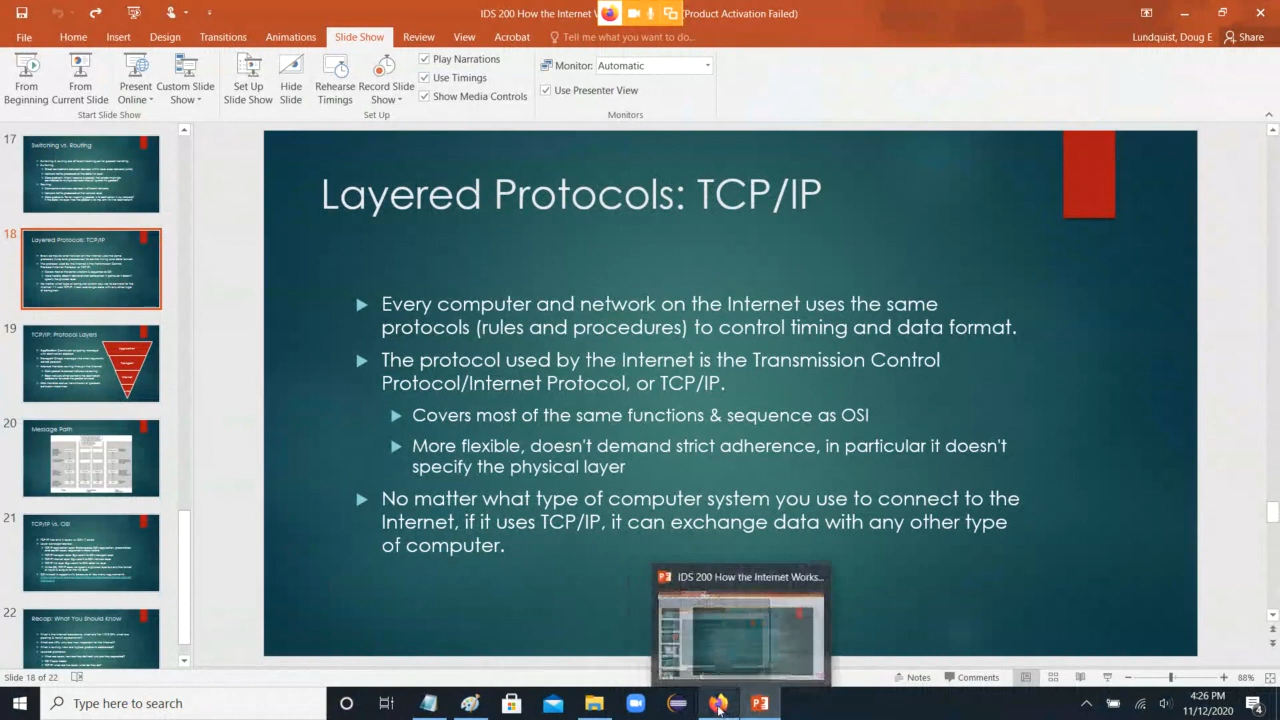 IDS 200 How the Internet W
(Product Activation Failed)
File
Home
Insert
Design
Transitions
Animations
Slide Show
Review
View
Acrobat
Tell me what you want to do...
Lundquist, Doug E
Share
From Beginning
From Current Slide
Present Online
Custom Slide Show
Set Up Slide Show
Hide Slide
Rehearse Timings
Record Slide Show
Play Narrations
Use Timings
Show Media Controls
Monitor:
Automatic
Use Presenter View
Start Slide Show
Set Up
Monitors
17
Switching vs. Routing
18
Layered Protocols: TCP/IP
19
TCP/IP: Protocol Layers
20
Message Path
21
TCP/IP vs. OSI
22
Recap: What You Should Know
Layered Protocols: TCP/IP
Every computer and network on the Internet uses the same
protocols (rules and procedures) to control timing and data format.
The protocol used by the Internet is the Transmission Control
Protocol/Internet Protocol, or TCP/IP.
Covers most of the same functions & sequence as OSI
More flexible, doesn't demand strict adherence, in particular it doesn't
specify the physical layer
No matter what type of computer system you use to connect to the
Internet, if it uses TCP/IP, it can exchange data with any other type
of computer.
IDS 200 How the Internet Works...
Slide 18 of 22
Notes
Comments
88%
Type here to search
4:26 PM
11/12/2020
4